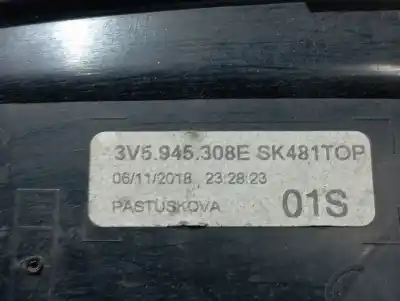 3V5.945.308E SK481TOP
06/11/2018 23:28:23
PASTUSKOVA 01S